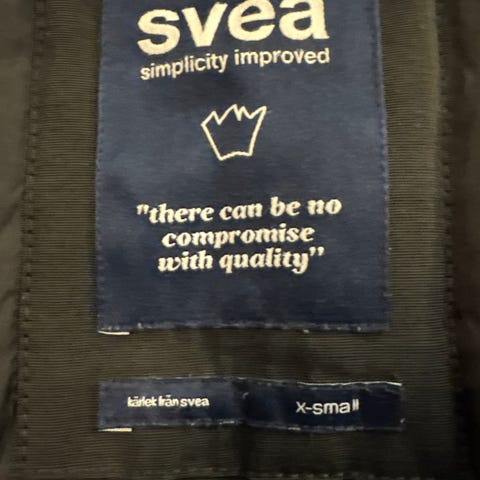 svea
simplicity improved
"there can be no
compromise
with quality"
kärlek från svea
x-small